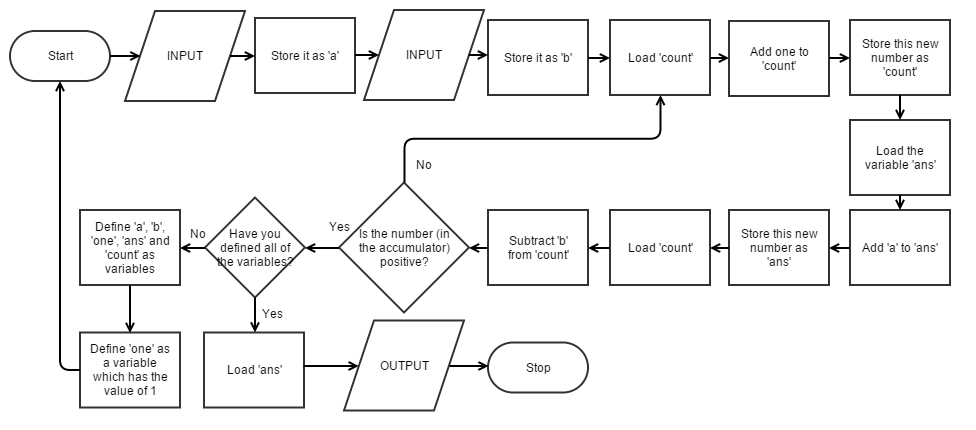 Start
INPUT
Store it as 'a'
INPUT
Store it as 'b'
Load 'count'
Add one to
'count'
Store this new
number as
'count'
Load the
variable 'ans'
Add 'a' to 'ans'
Store this new
number as
'ans'
Load 'count'
Subtract 'b'
from 'count'
Is the number (in
the accumulator)
positive?
No
Yes
Have you
defined all of
the variables?
No
Define 'a', 'b',
'one', 'ans' and
'count' as
variables
Define 'one' as
a variable
which has the
value of 1
Yes
Load 'ans'
OUTPUT
Stop